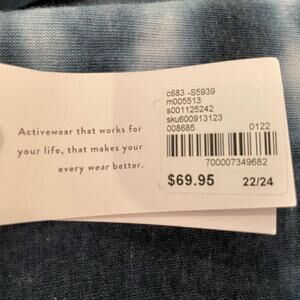 Activewear that works for
your life, that makes your
every wear better.
c683 -S5939
m005513
s001125242
sku600913123
008685 0122
700007349682
$69.95 22/24